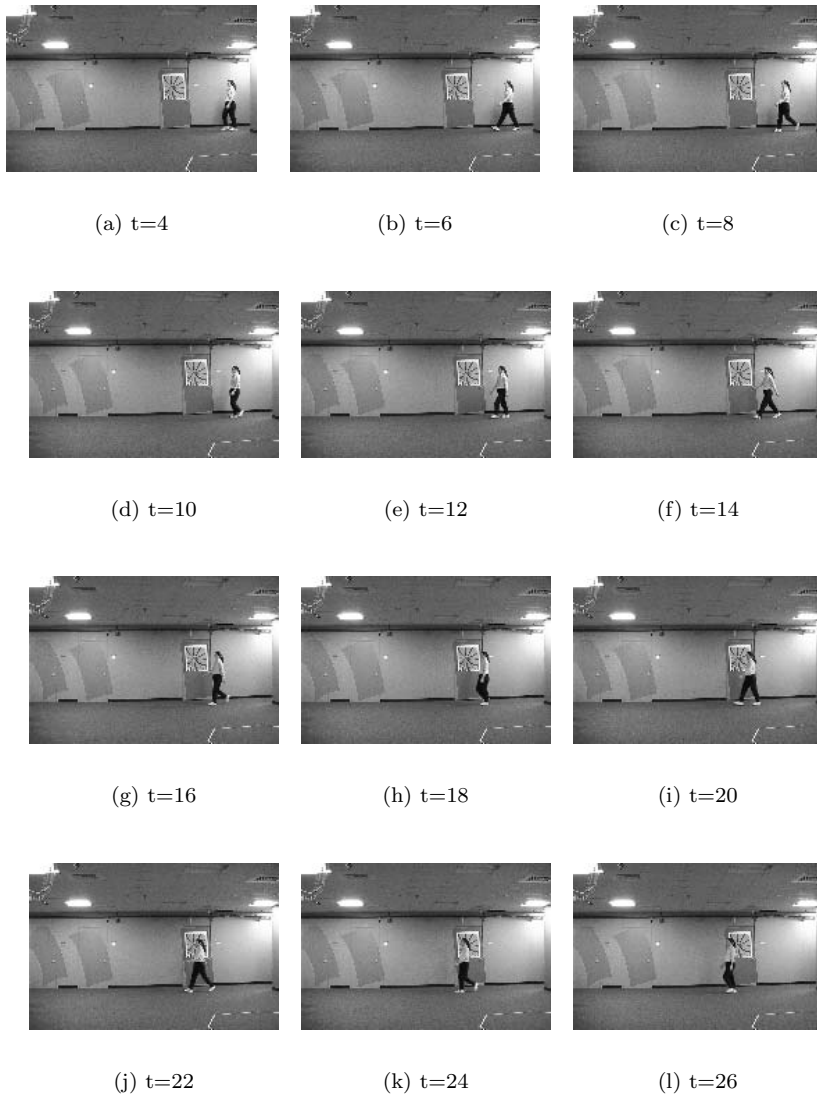 (a) t=4
(b) t=6
(c) t=8
(d) t=10
(e) t=12
(f) t=14
(g) t=16
(h) t=18
(i) t=20
(j) t=22
(k) t=24
(l) t=26